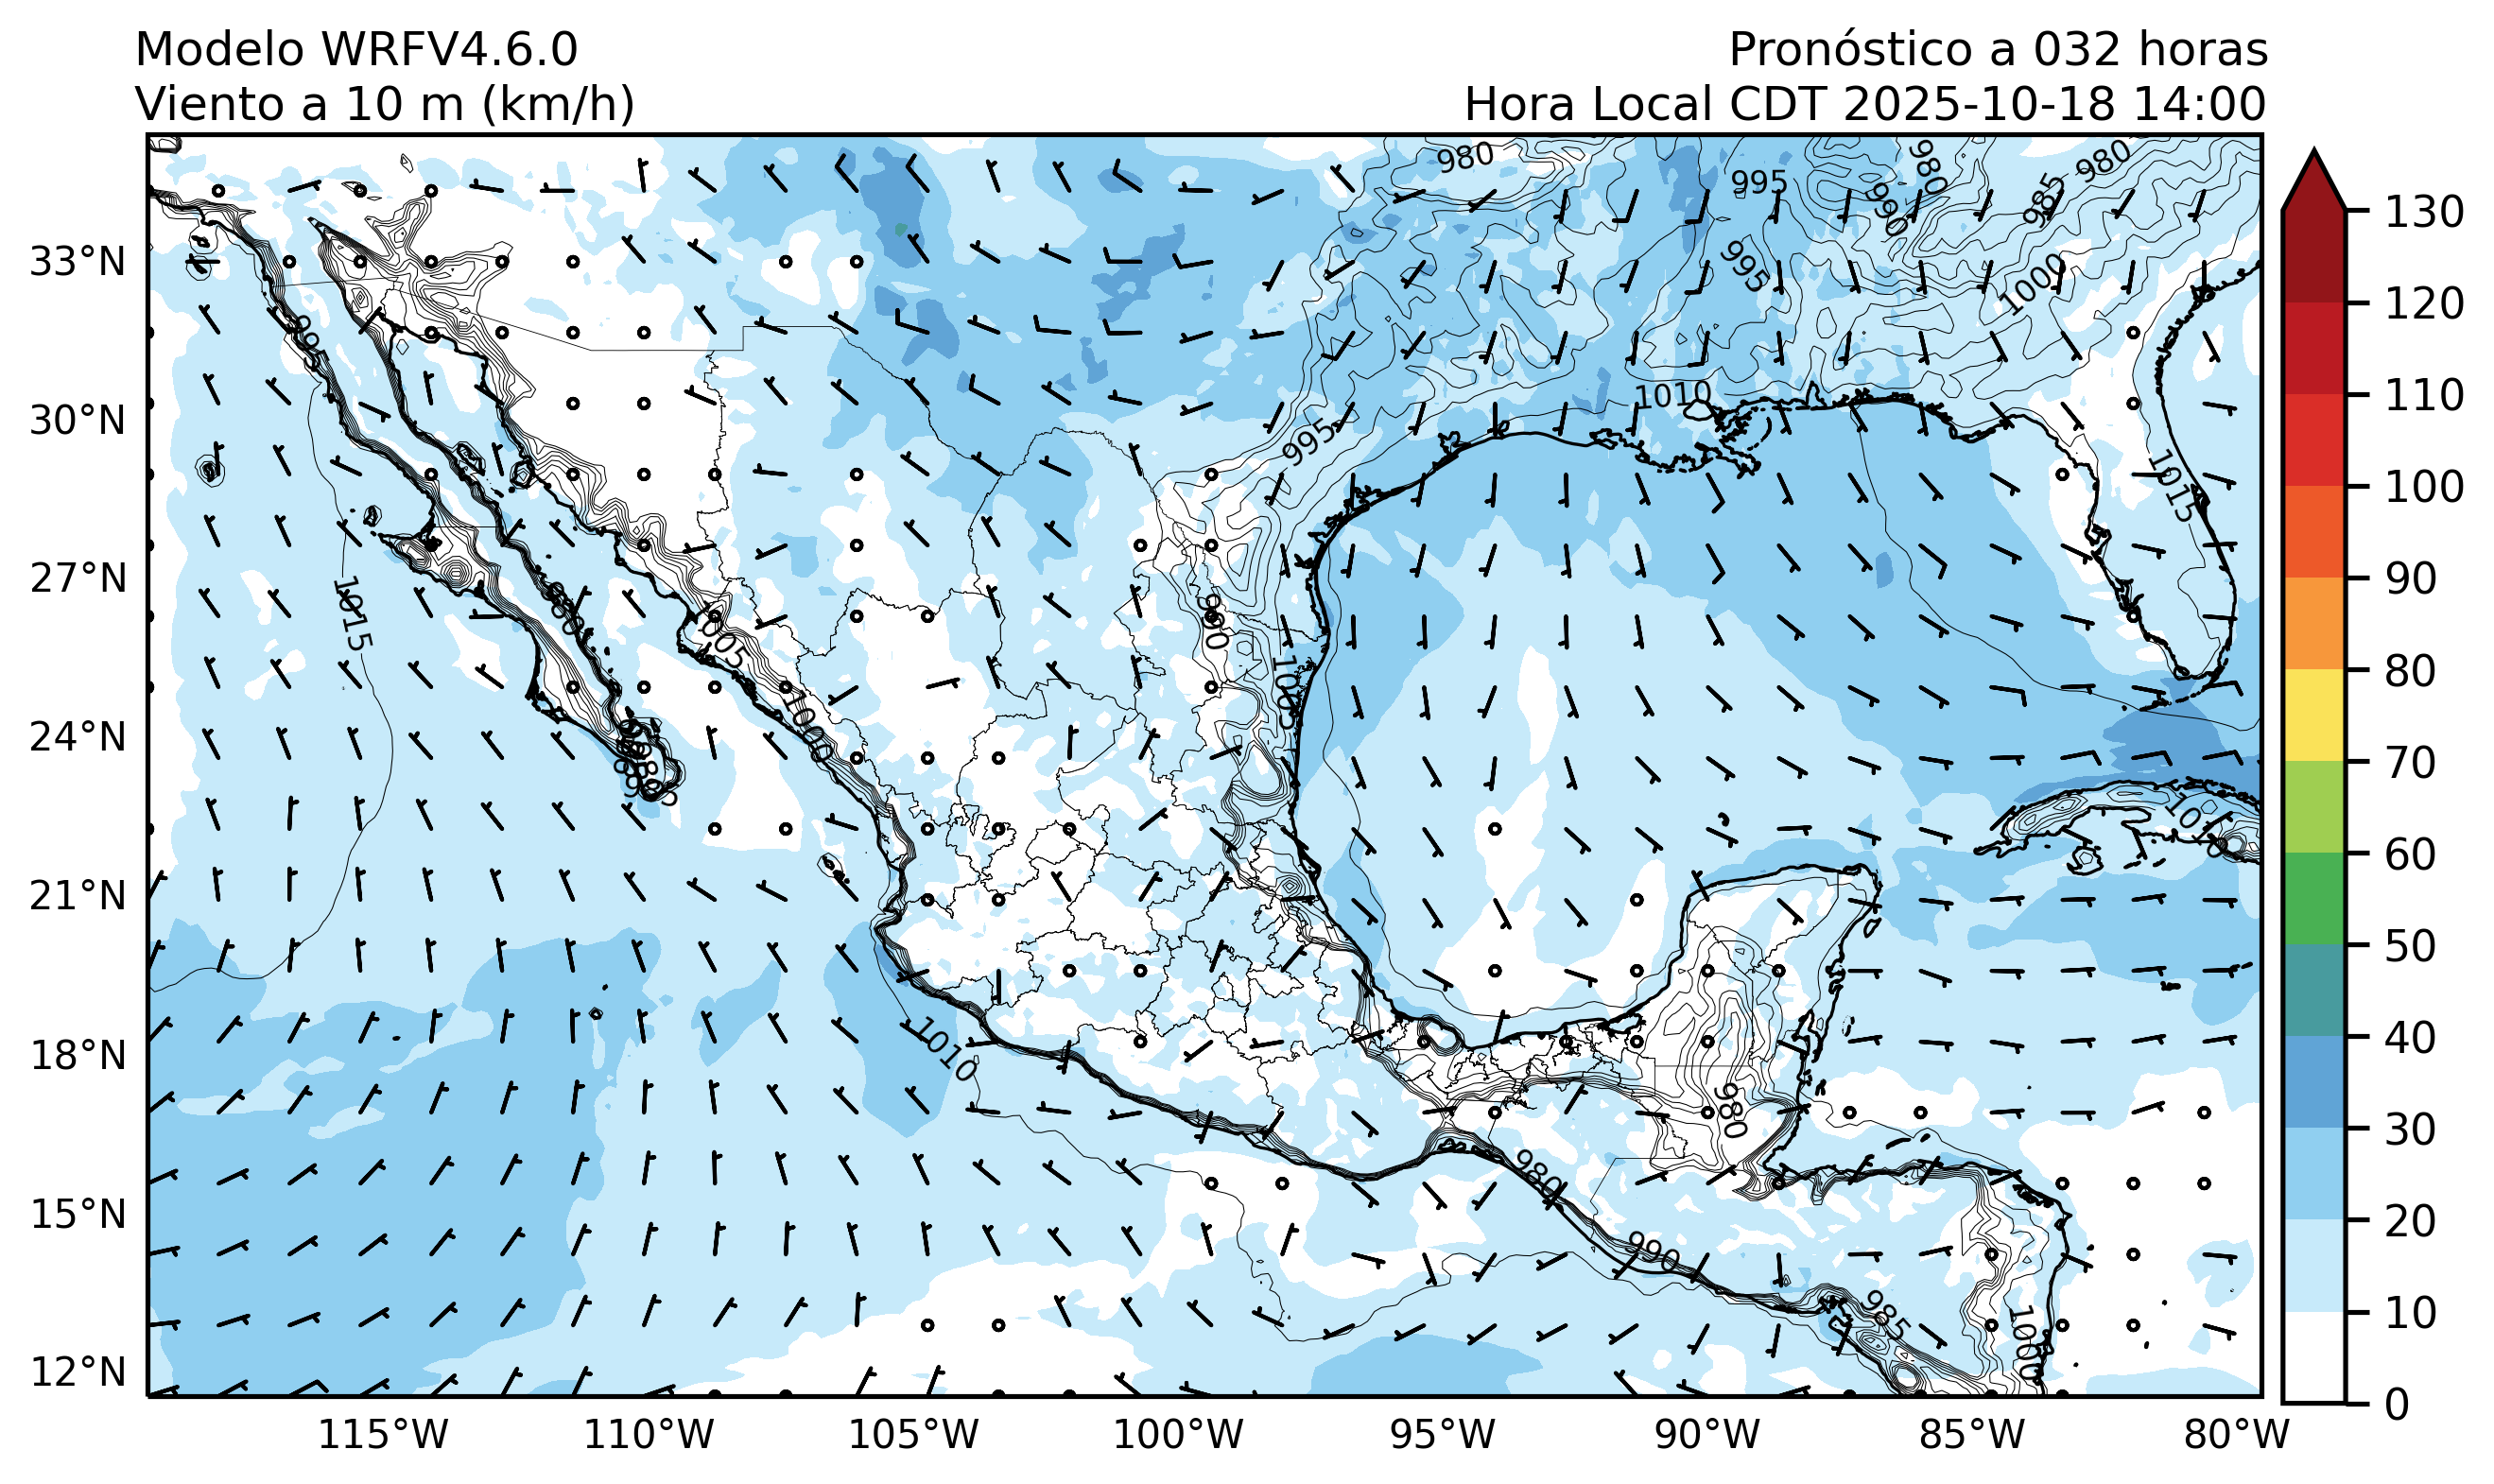 Modelo WRFV4.6.0
Pronóstico a 032 horas
Viento a 10 m (km/h)
Hora Local CDT 2025-10-18 14:00
980
980
980
995
985
990
995
1000
995
1010
995
1015
1015
980
990
1005
1005
1000
985
1010
1010
980
980
990
985
1000
33°N
30°N
27°N
24°N
21°N
18°N
15°N
12°N
115°W
110°W
105°W
100°W
95°W
90°W
85°W
80°W
130
120
110
100
90
80
70
60
50
40
30
20
10
0